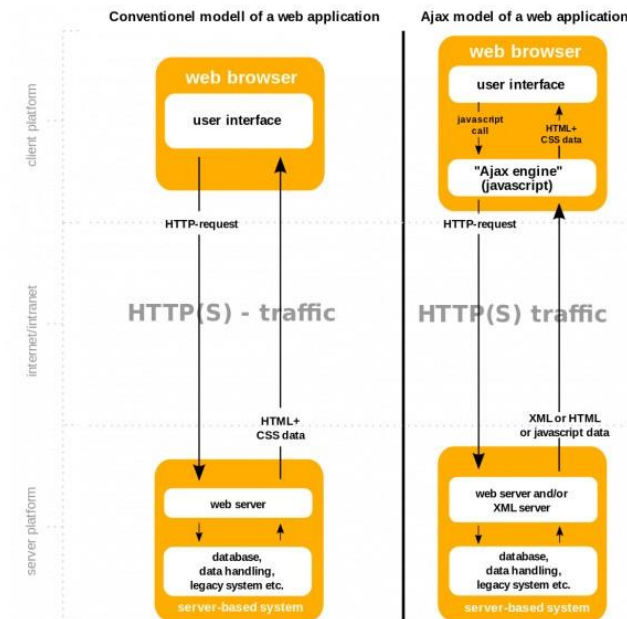 Conventionel modell of a web application
web browser
user interface
HTTP-request
HTTP(S) - traffic
HTML+
CSS data
web server
database,
data handling,
legacy system etc.
server-based system
Ajax model of a web application
web browser
user interface
javascript
call
HTML+
CSS data
"Ajax engine"
(javascript)
HTTP-request
HTTP(S) traffic
XML or HTML
or javascript data
web server and/or
XML server
database,
data handling,
legacy system etc.
server-based system
client platform
internet/intranet
server platform